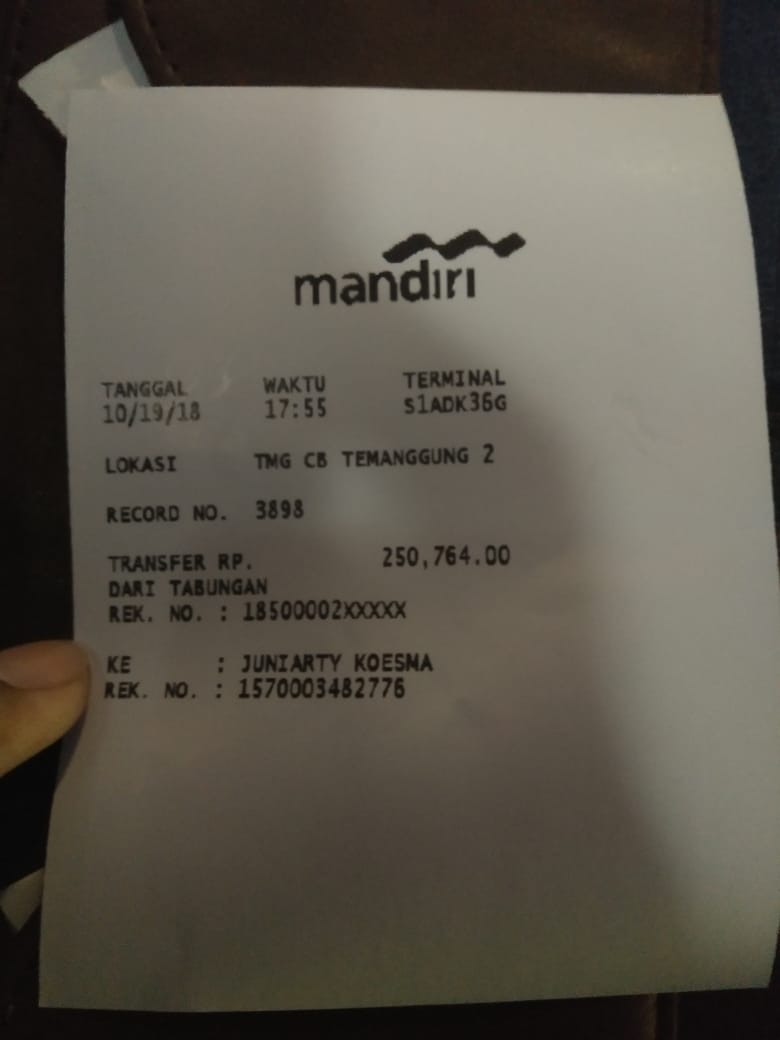 mandiri
TANGGAL WAKTU TERMINAL
10/19/18 17:55 S1ADK36G
LOKASI TMG CB TEMANGGUNG 2
RECORD NO. 3898
TRANSFER RP. 250,764.00
DARI TABUNGAN
REK. NO. : 18500002XXXXX
KE : JUNIARTY KOESMA
REK. NO. : 1570003482776